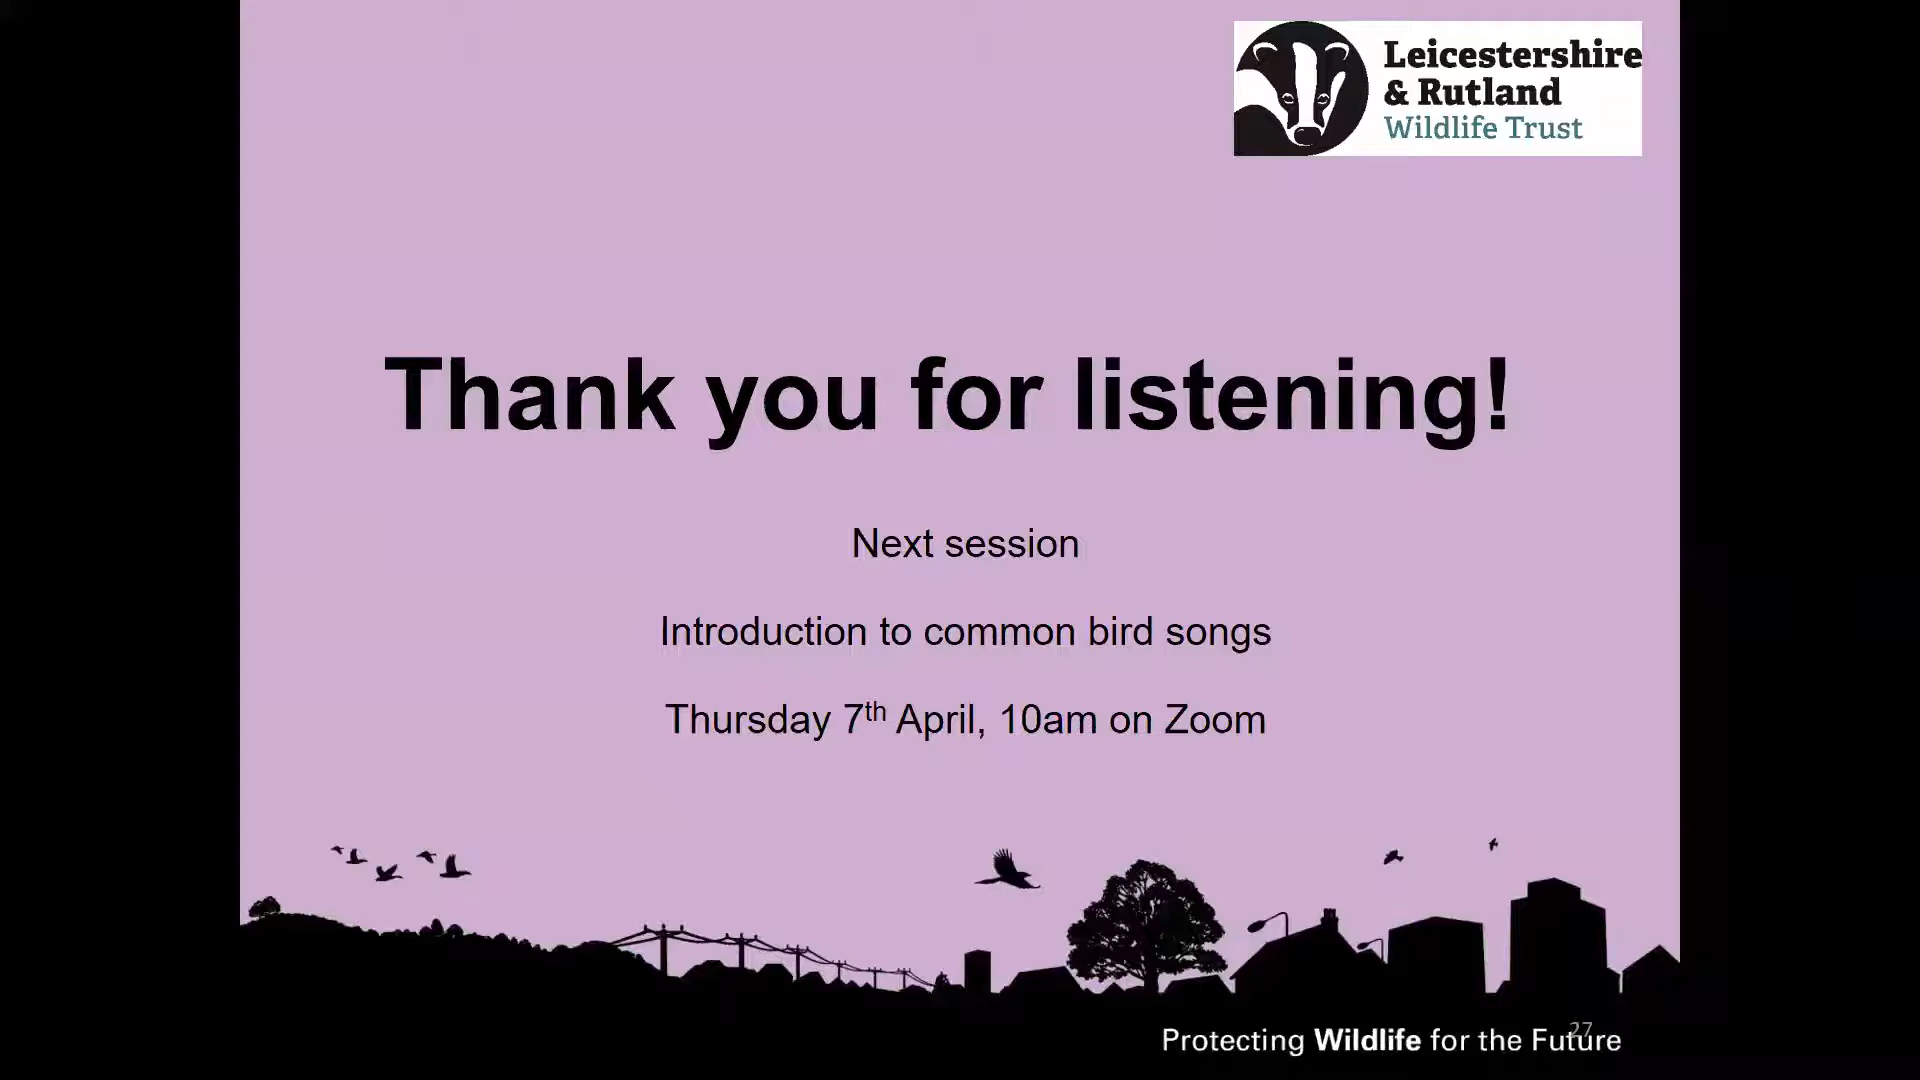 Leicestershire
& Rutland
Wildlife Trust
Thank you for listening!
Next session
Introduction to common bird songs
Thursday 7th April, 10am on Zoom
27
Protecting Wildlife for the Future